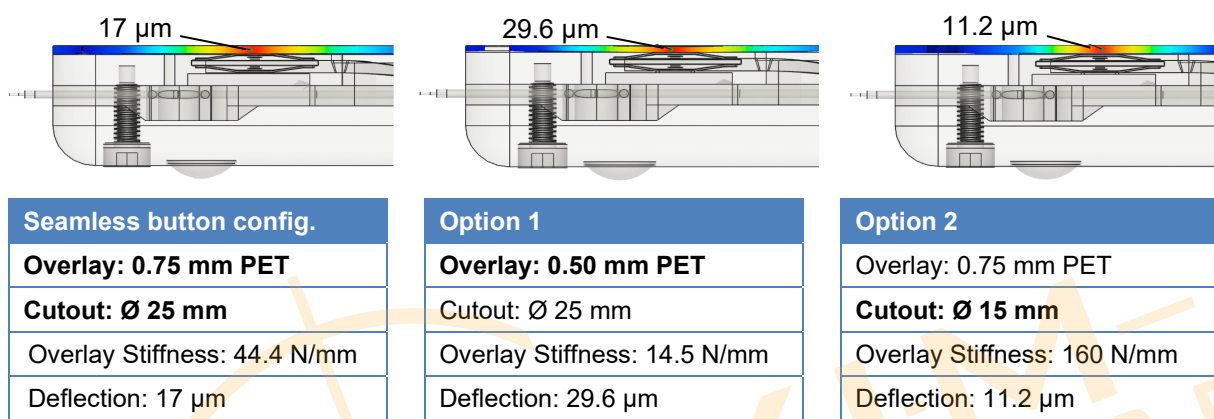 17 µm
29.6 µm
11.2 µm
Seamless button config.
Overlay: 0.75 mm PET
Cutout: Ø 25 mm
Overlay Stiffness: 44.4 N/mm
Deflection: 17 µm
Option 1
Overlay: 0.50 mm PET
Cutout: Ø 25 mm
Overlay Stiffness: 14.5 N/mm
Deflection: 29.6 µm
Option 2
Overlay: 0.75 mm PET
Cutout: Ø 15 mm
Overlay Stiffness: 160 N/mm
Deflection: 11.2 µm